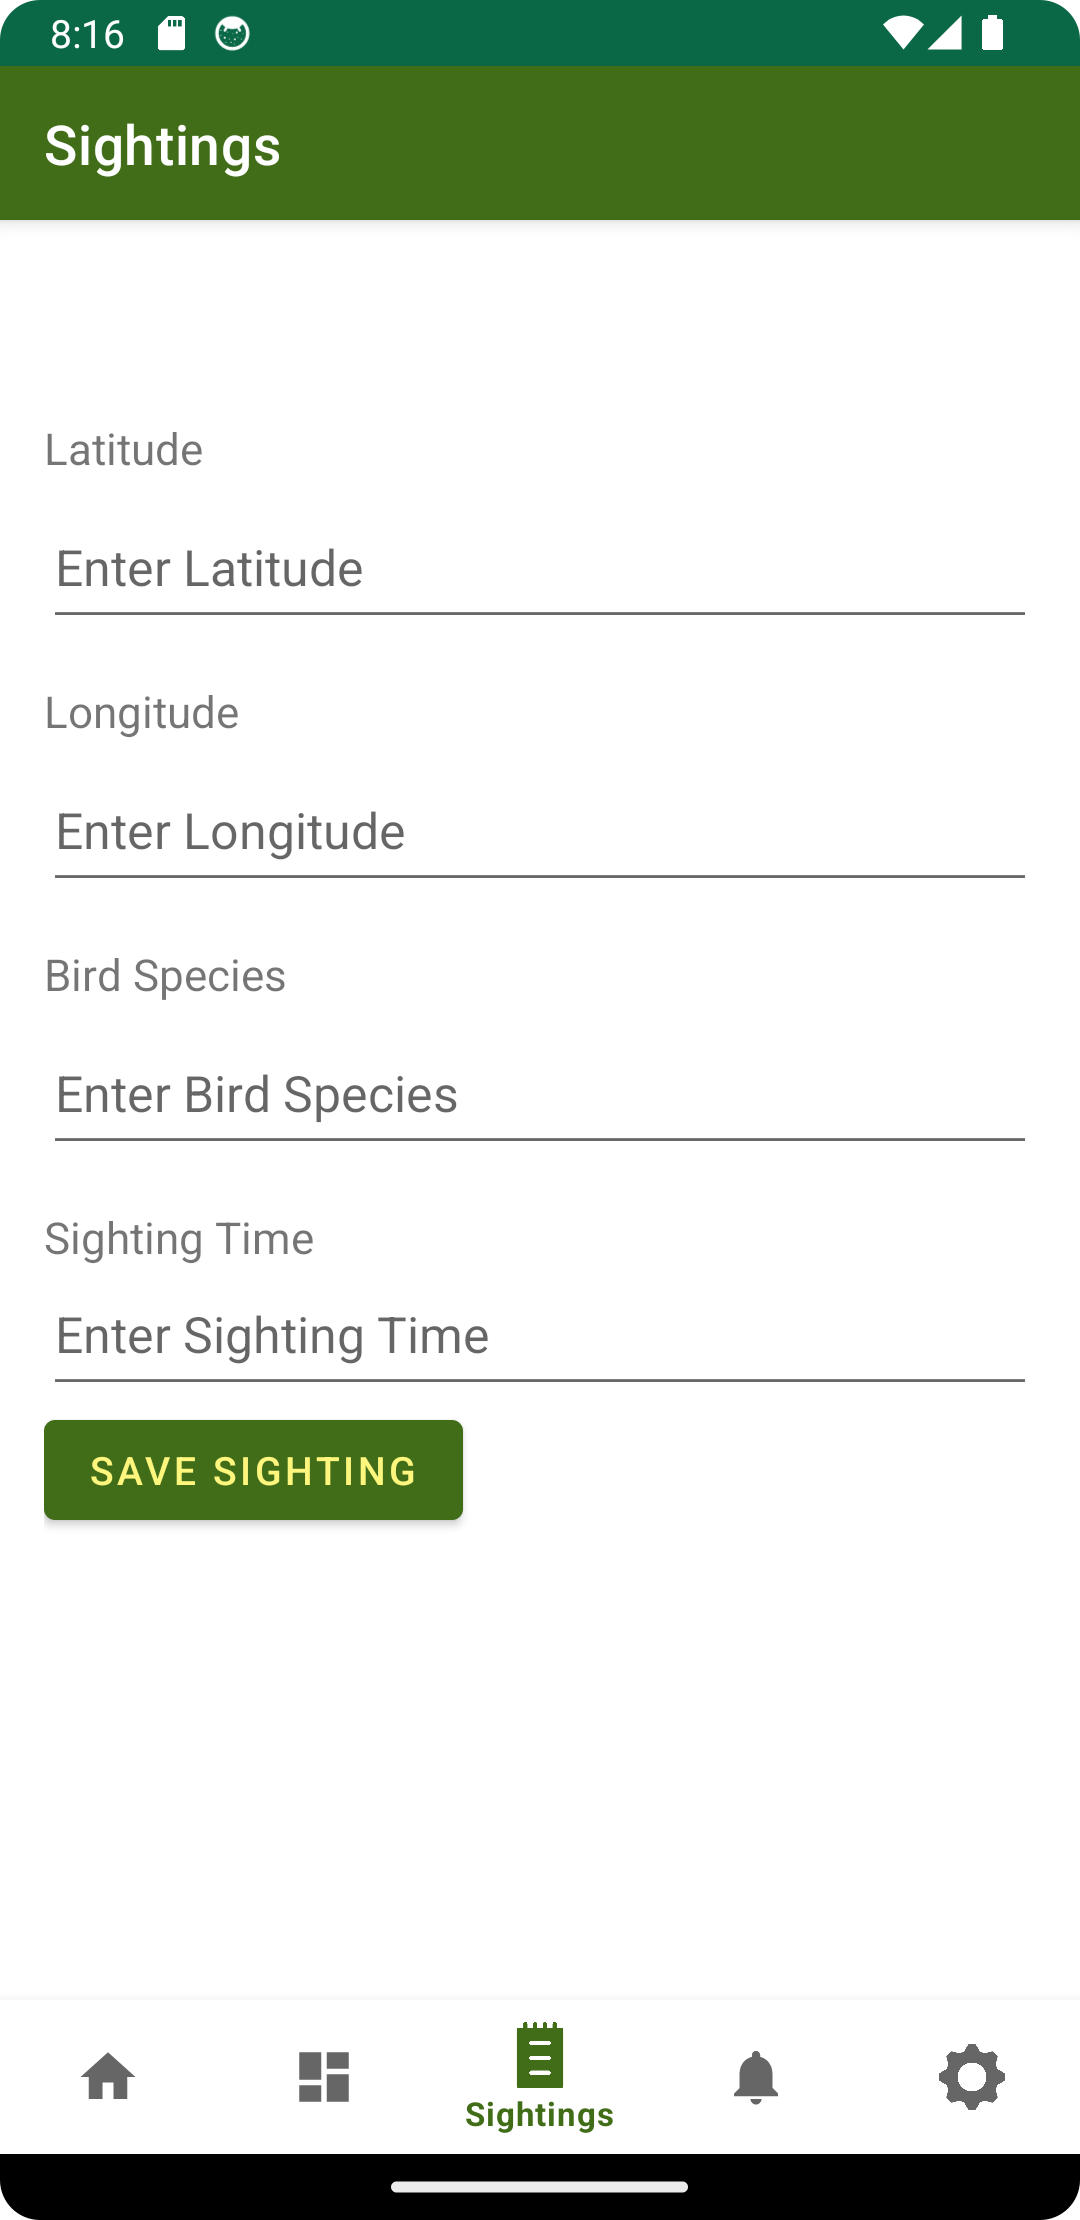 8:16
Sightings
Latitude
Enter Latitude
Longitude
Enter Longitude
Bird Species
Enter Bird Species
Sighting Time
Enter Sighting Time
SAVE SIGHTING
Sightings